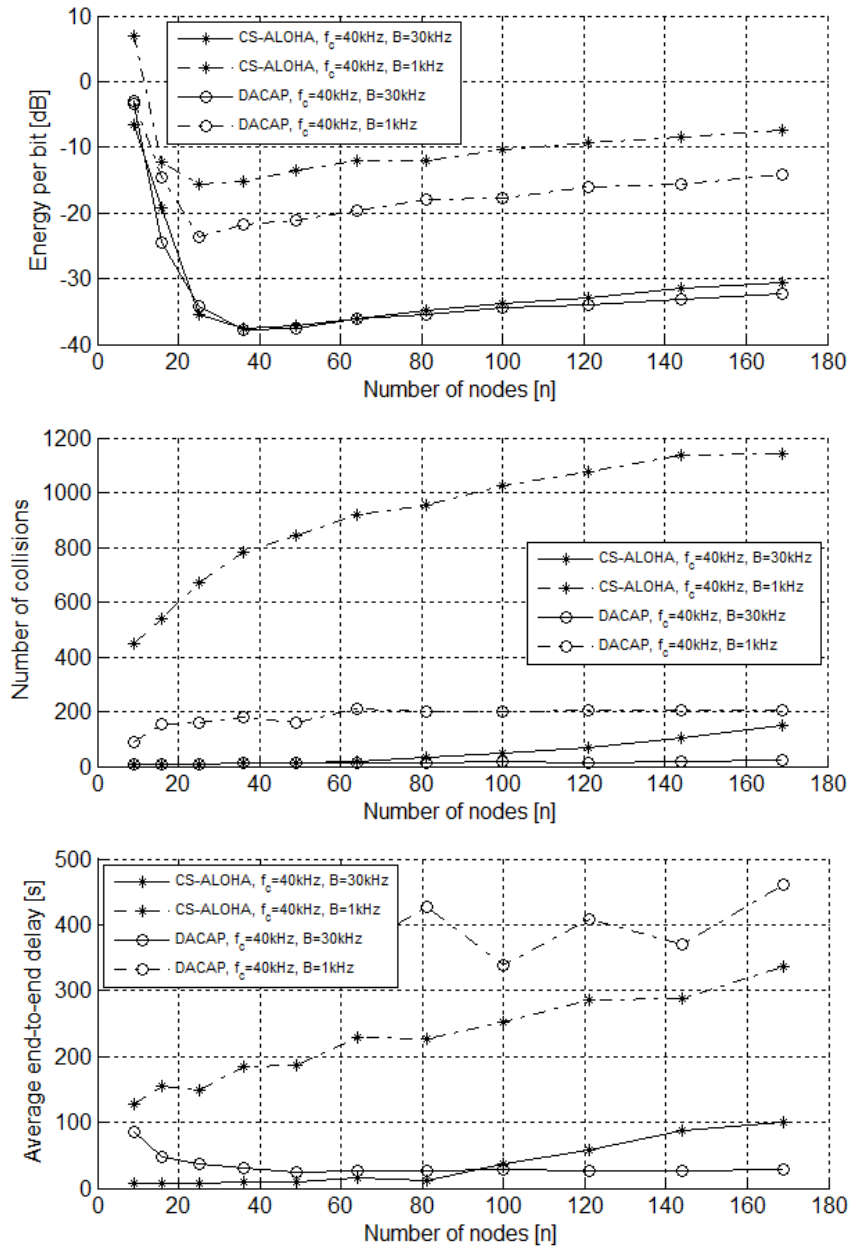 10
0
-10
-20
-30
-40
Energy per bit [dB]
CS-ALOHA, fc=40kHz, B=30kHz
CS-ALOHA, fc=40kHz, B=1kHz
DACAP, fc=40kHz, B=30kHz
DACAP, fc=40kHz, B=1kHz
0 20 40 60 80 100 120 140 160 180
Number of nodes [n]
1200
1000
800
600
400
200
0
Number of collisions
CS-ALOHA, fc=40kHz, B=30kHz
CS-ALOHA, fc=40kHz, B=1kHz
DACAP, fc=40kHz, B=30kHz
DACAP, fc=40kHz, B=1kHz
0 20 40 60 80 100 120 140 160 180
Number of nodes [n]
500
400
300
200
100
0
Average end-to-end delay [s]
CS-ALOHA, fc=40kHz, B=30kHz
CS-ALOHA, fc=40kHz, B=1kHz
DACAP, fc=40kHz, B=30kHz
DACAP, fc=40kHz, B=1kHz
0 20 40 60 80 100 120 140 160 180
Number of nodes [n]